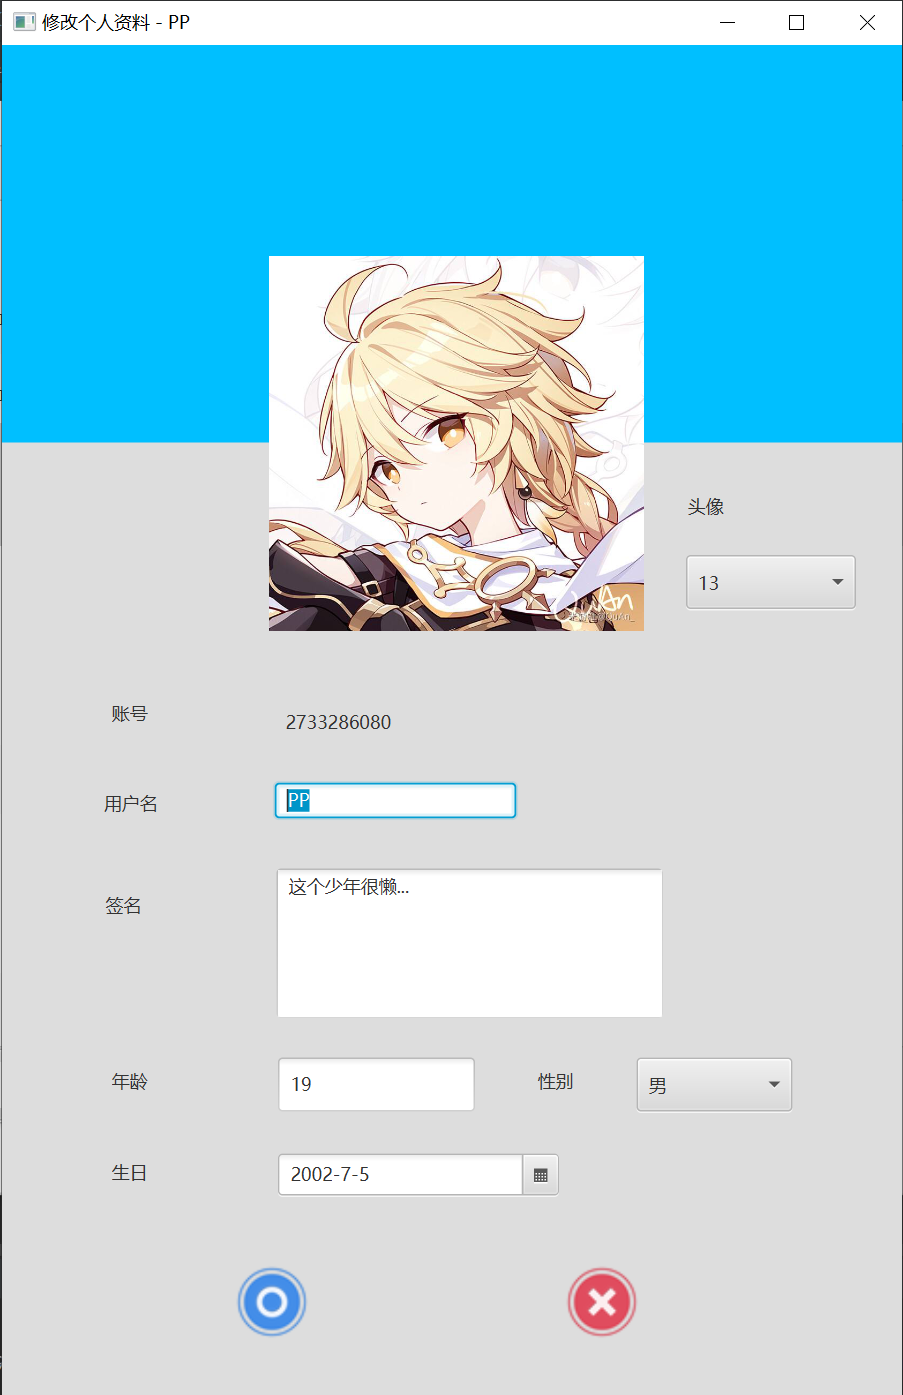 修改个人资料 - PP
头像
13
账号
2733286080
用户名
PP
签名
这个少年很懒...
年龄
19
性别
男
生日
2002-7-5